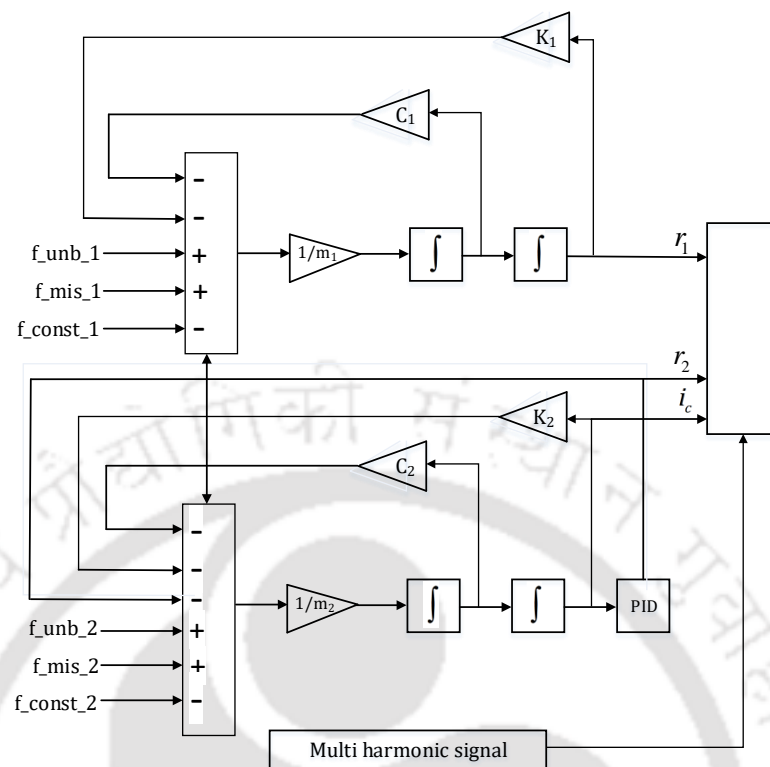 K1
C1
-
-
f_unb_1 +
f_mis_1 +
f_const_1 -
1/m1 ∫ ∫
r1
r2
ic
K2
C2
-
-
-
f_unb_2 +
f_mis_2 +
f_const_2 -
1/m2 ∫ ∫ PID
Multi harmonic signal